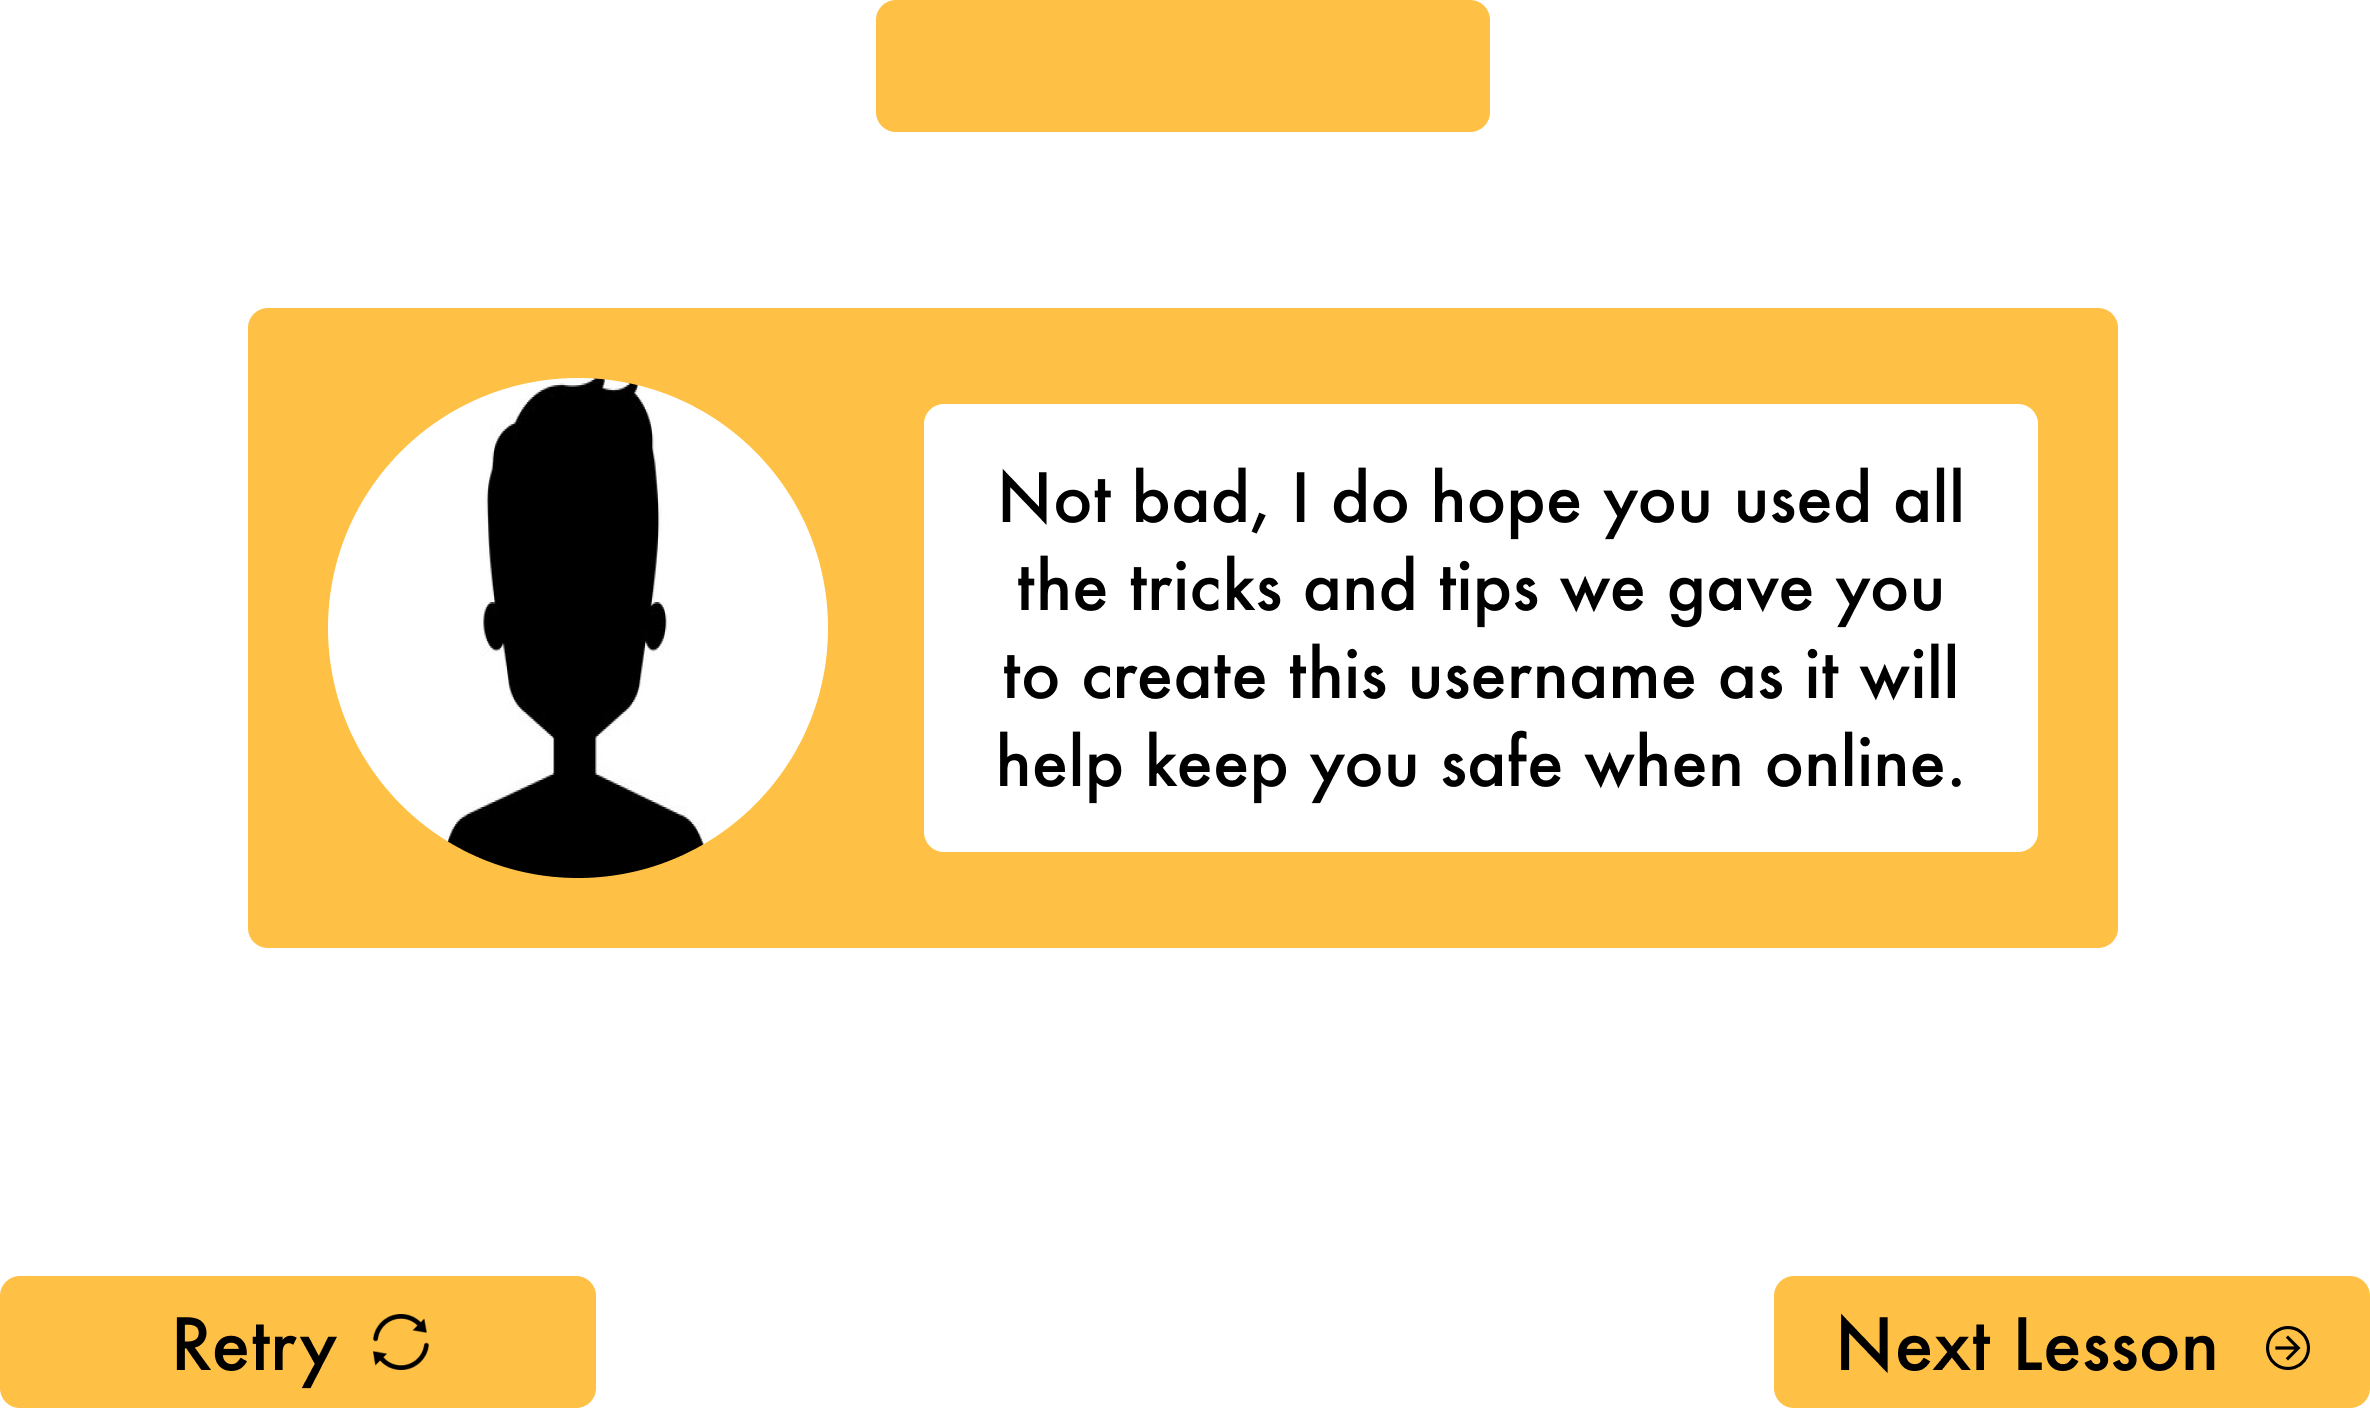 Not bad, I do hope you used all
the tricks and tips we gave you
to create this username as it will
help keep you safe when online.
Retry
Next Lesson